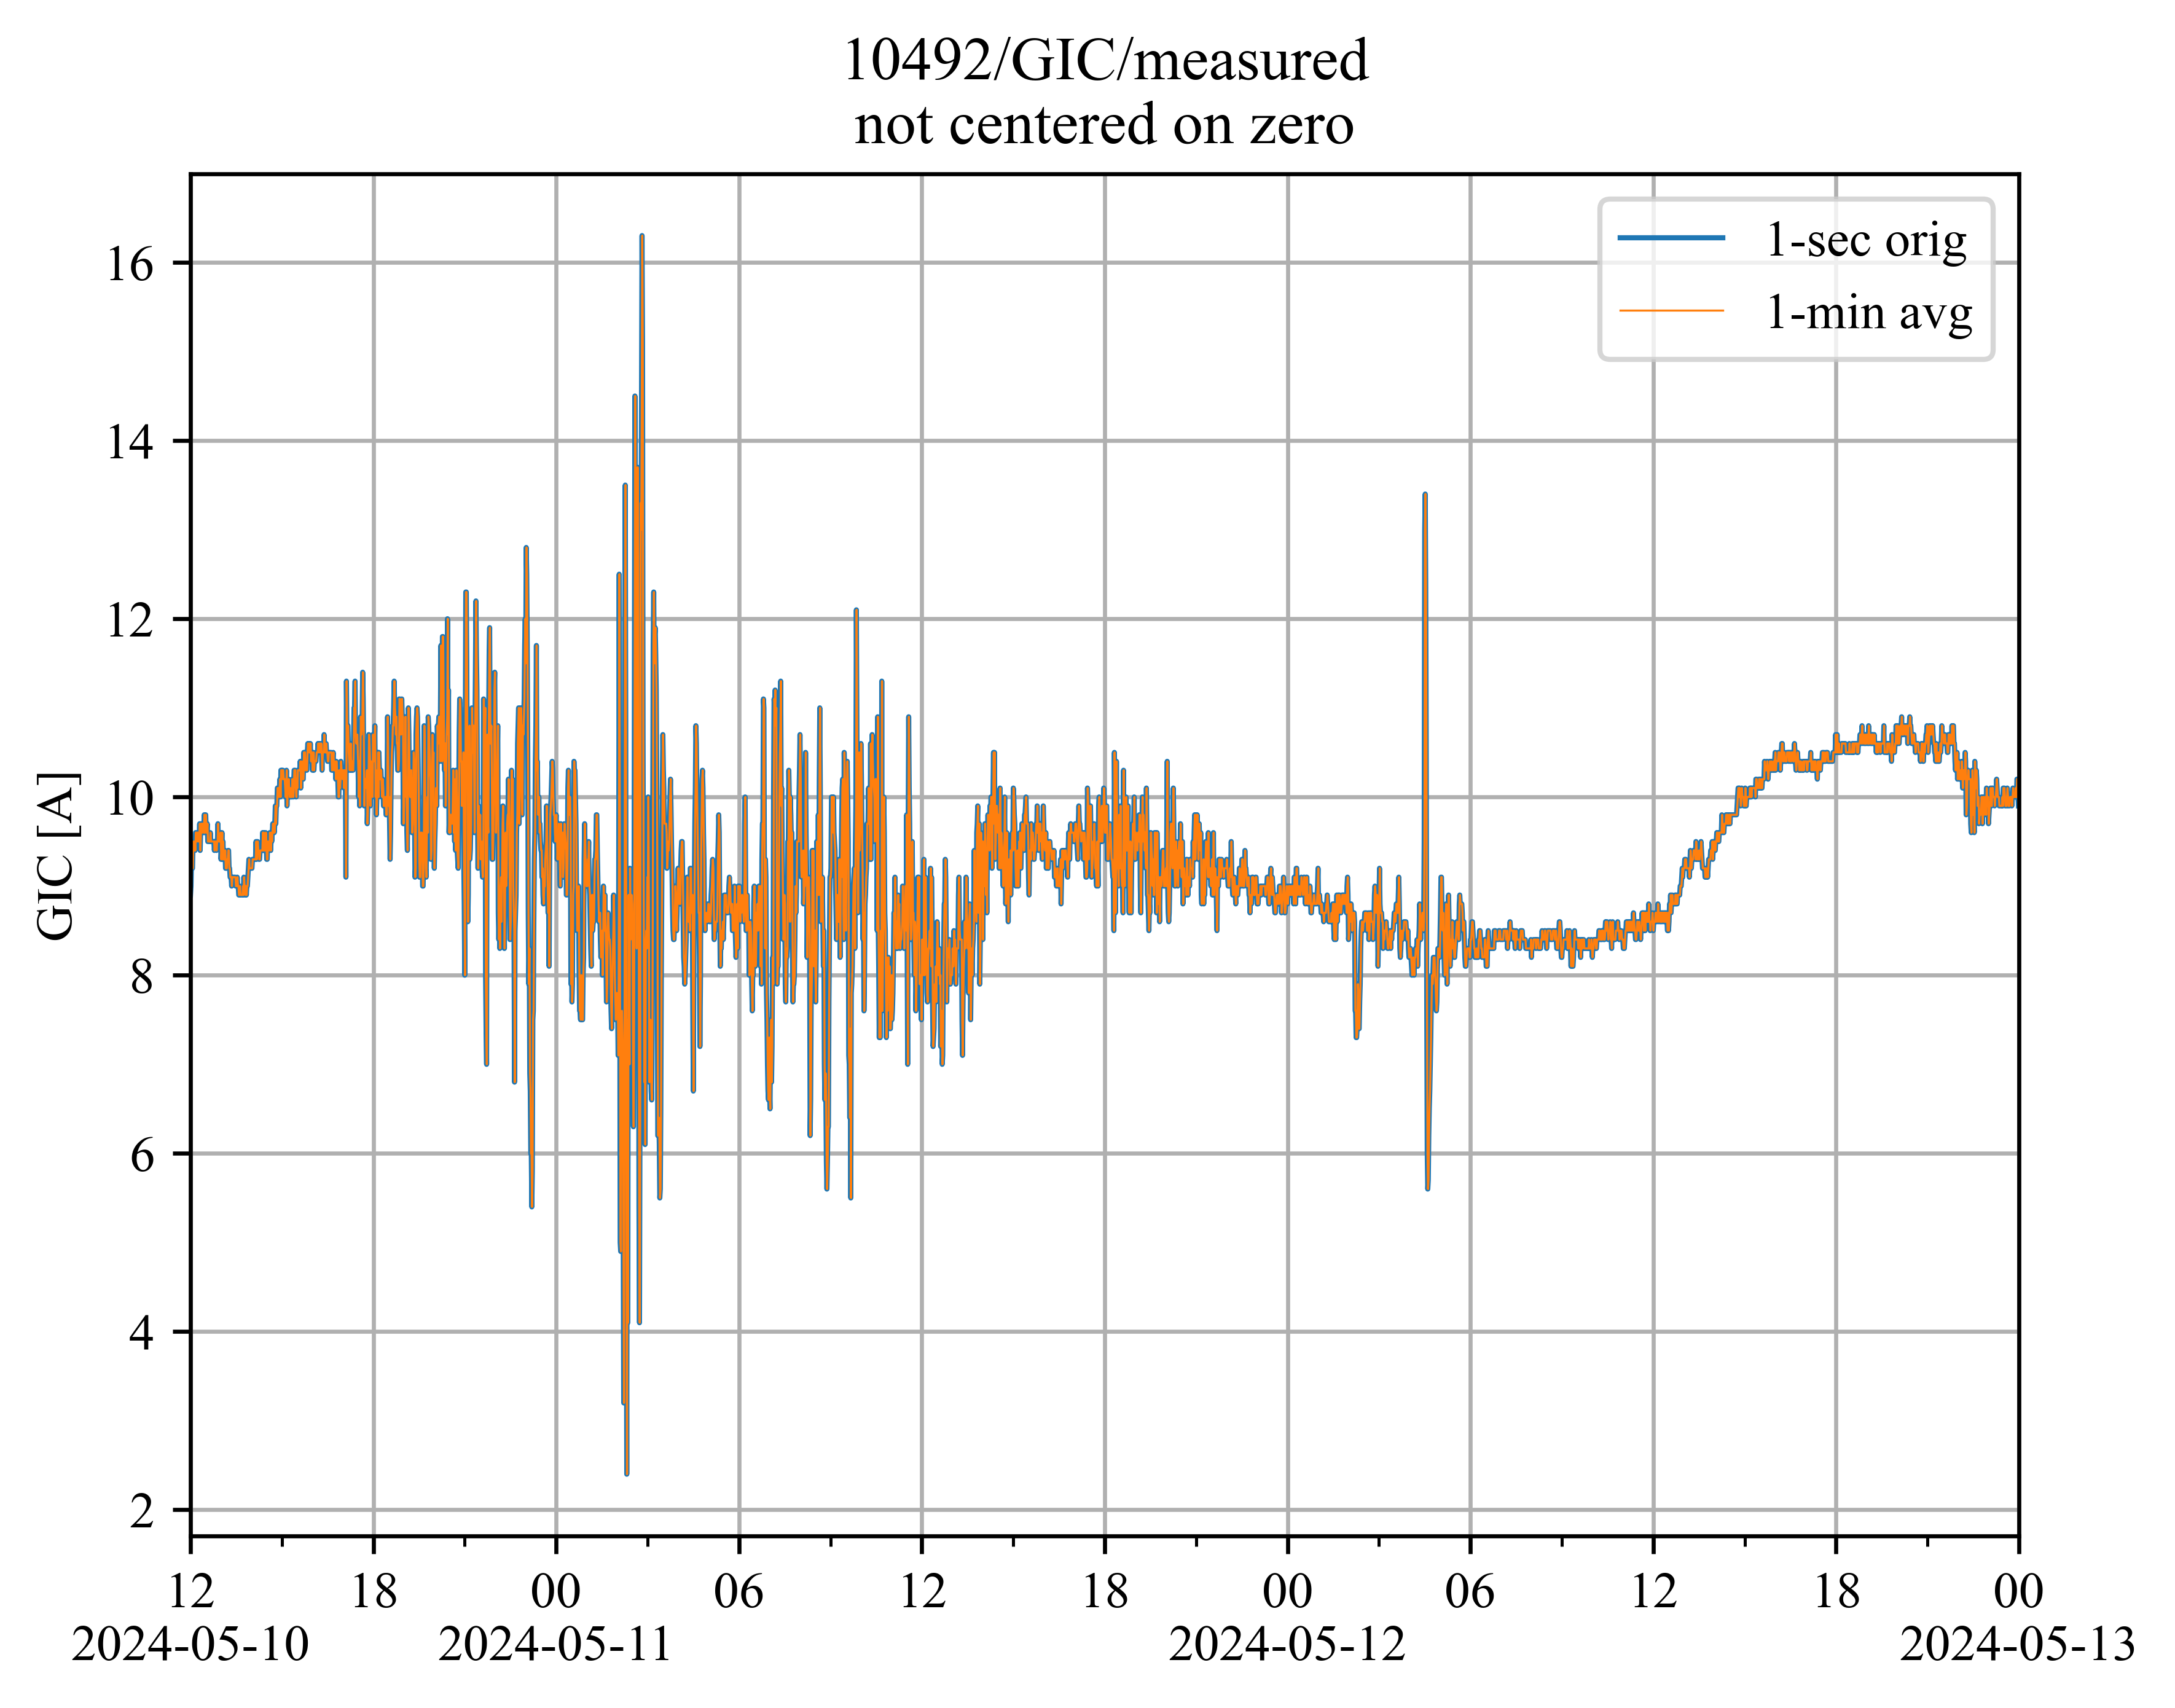 10492/GIC/measured
not centered on zero
1-sec orig
1-min avg
GIC [A]
16
14
12
10
8
6
4
2
12 18 00 06 12 18 00 06 12 18 00
2024-05-10 2024-05-11 2024-05-12 2024-05-13